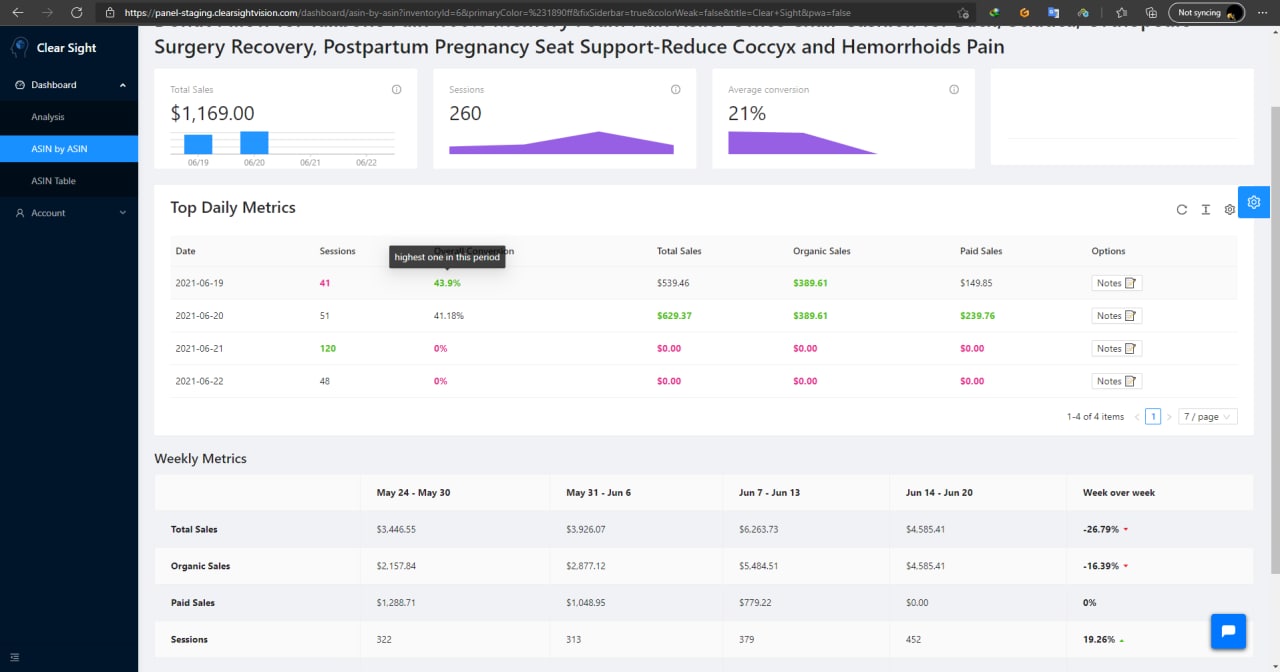 https://panel-staging.clearsightvision.com/dashboard/asin-by-asin?inventoryId=6&primaryColor=%231890ff&fixSiderbar=true&colorWeak=false&title=Clear+Sight&pwa=false
Not syncing
Clear Sight
Dashboard
Analysis
ASIN by ASIN
ASIN Table
Account
Surgery Recovery, Postpartum Pregnancy Seat Support-Reduce Coccyx and Hemorrhoids Pain
Total Sales
$1,169.00
06/19 06/20 06/21 06/22
Sessions
260
Average conversion
21%
Top Daily Metrics
Date Sessions Overall Conversion Total Sales Organic Sales Paid Sales Options
highest one in this period
2021-06-19 41 43.9% $539.46 $389.61 $149.85 Notes
2021-06-20 51 41.18% $629.37 $389.61 $239.76 Notes
2021-06-21 120 0% $0.00 $0.00 $0.00 Notes
2021-06-22 48 0% $0.00 $0.00 $0.00 Notes
1-4 of 4 items 1 7 / page
Weekly Metrics
May 24 - May 30 May 31 - Jun 6 Jun 7 - Jun 13 Jun 14 - Jun 20 Week over week
Total Sales $3,446.55 $3,926.07 $6,263.73 $4,585.41 -26.79%
Organic Sales $2,157.84 $2,877.12 $5,484.51 $4,585.41 -16.39%
Paid Sales $1,288.71 $1,048.95 $779.22 $0.00 0%
Sessions 322 313 379 452 19.26%